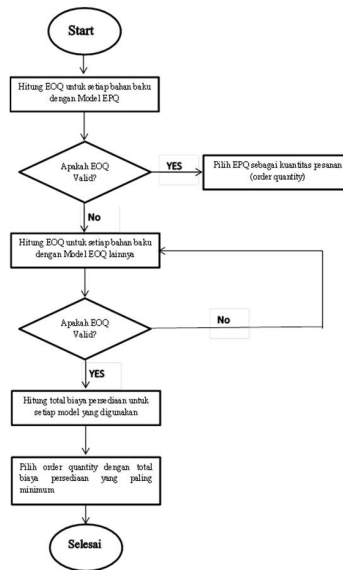 Start
Hitung EOQ untuk setiap bahan baku
dengan Model EPQ
Apakah EOQ
Valid?
YES
Pilih EPQ sebagai kuantitas pesanan
(order quantity)
No
Hitung EOQ untuk setiap bahan baku
dengan Model EOQ lainnya
Apakah EOQ
Valid?
No
YES
Hitung total biaya persediaan untuk
setiap model yang digunakan
Pilih order quantity dengan total
biaya persediaan yang paling
minimum
Selesai